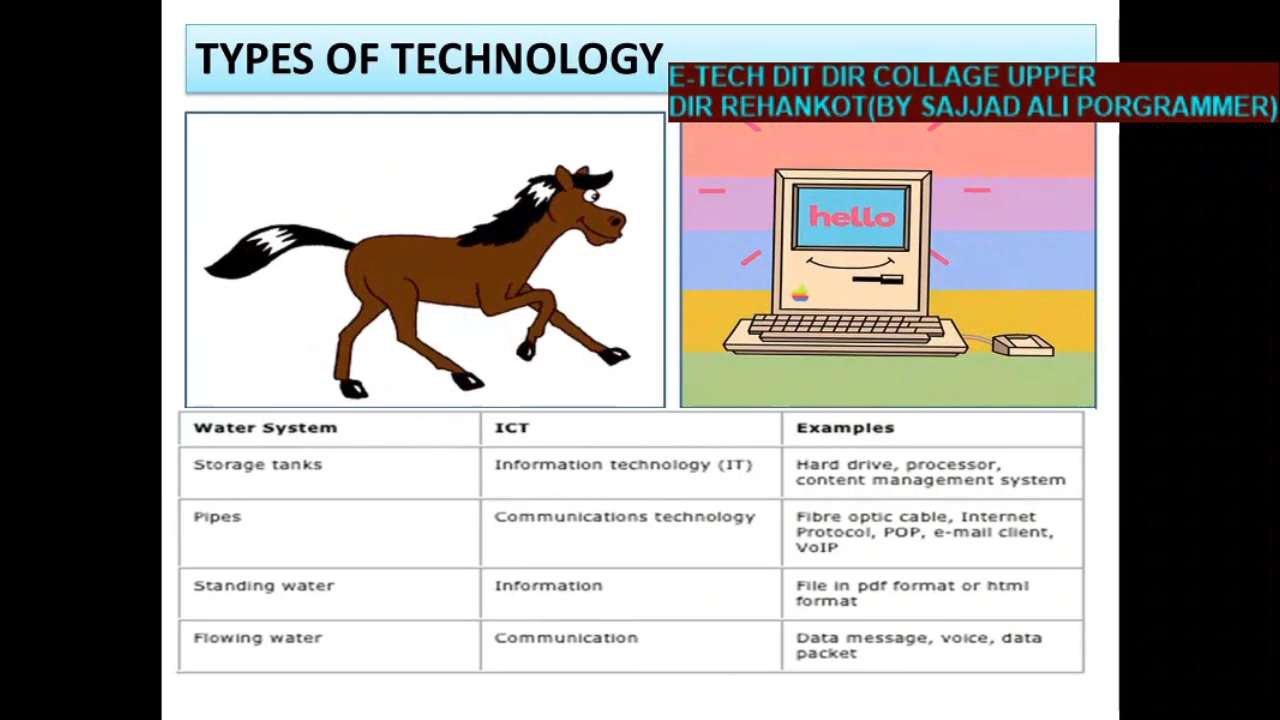 TYPES OF TECHNOLOGY
E-TECH DIT DIR COLLAGE UPPER
DIR REHANKOT(BY SAJJAD ALI PORGRAMMER)
hello
Water System
ICT
Examples
Storage tanks
Information technology (IT)
Hard drive, processor,
content management system
Pipes
Communications technology
Fibre optic cable, Internet
Protocol, POP, e-mail client,
VoIP
Standing water
Information
File in pdf format or html
format
Flowing water
Communication
Data message, voice, data
packet